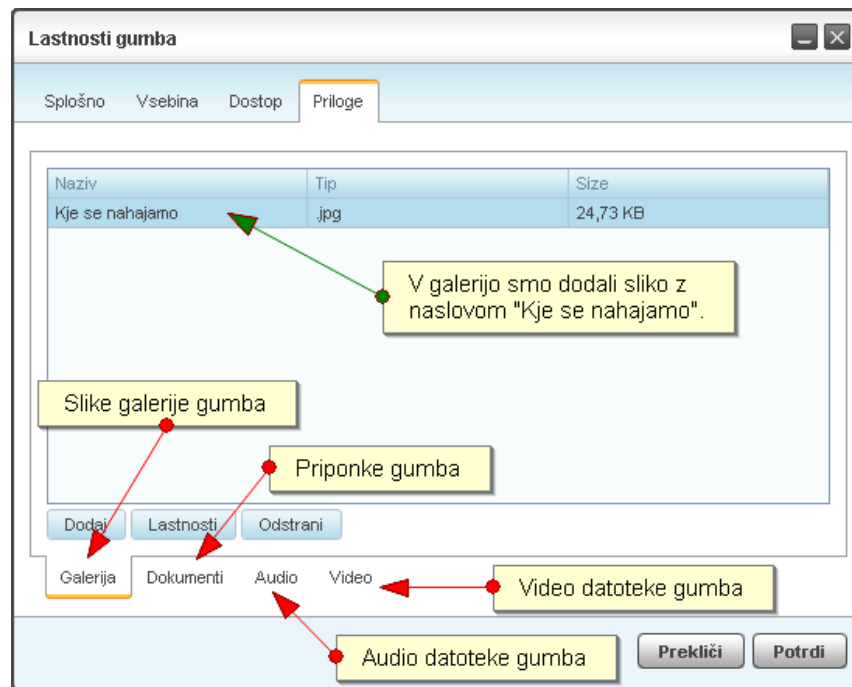 Lastnosti gumba
Splošno Vsebina Dostop Priloge
Naziv Tip Size
Kje se nahajamo .jpg 24,73 KB
V galerijo smo dodali sliko z
naslovom "Kje se nahajamo".
Slike galerije gumba
Priponke gumba
Dodaj Lastnosti Odstrani
Galerija Dokumenti Audio Video
Video datoteke gumba
Audio datoteke gumba
Prekliči Potrdi